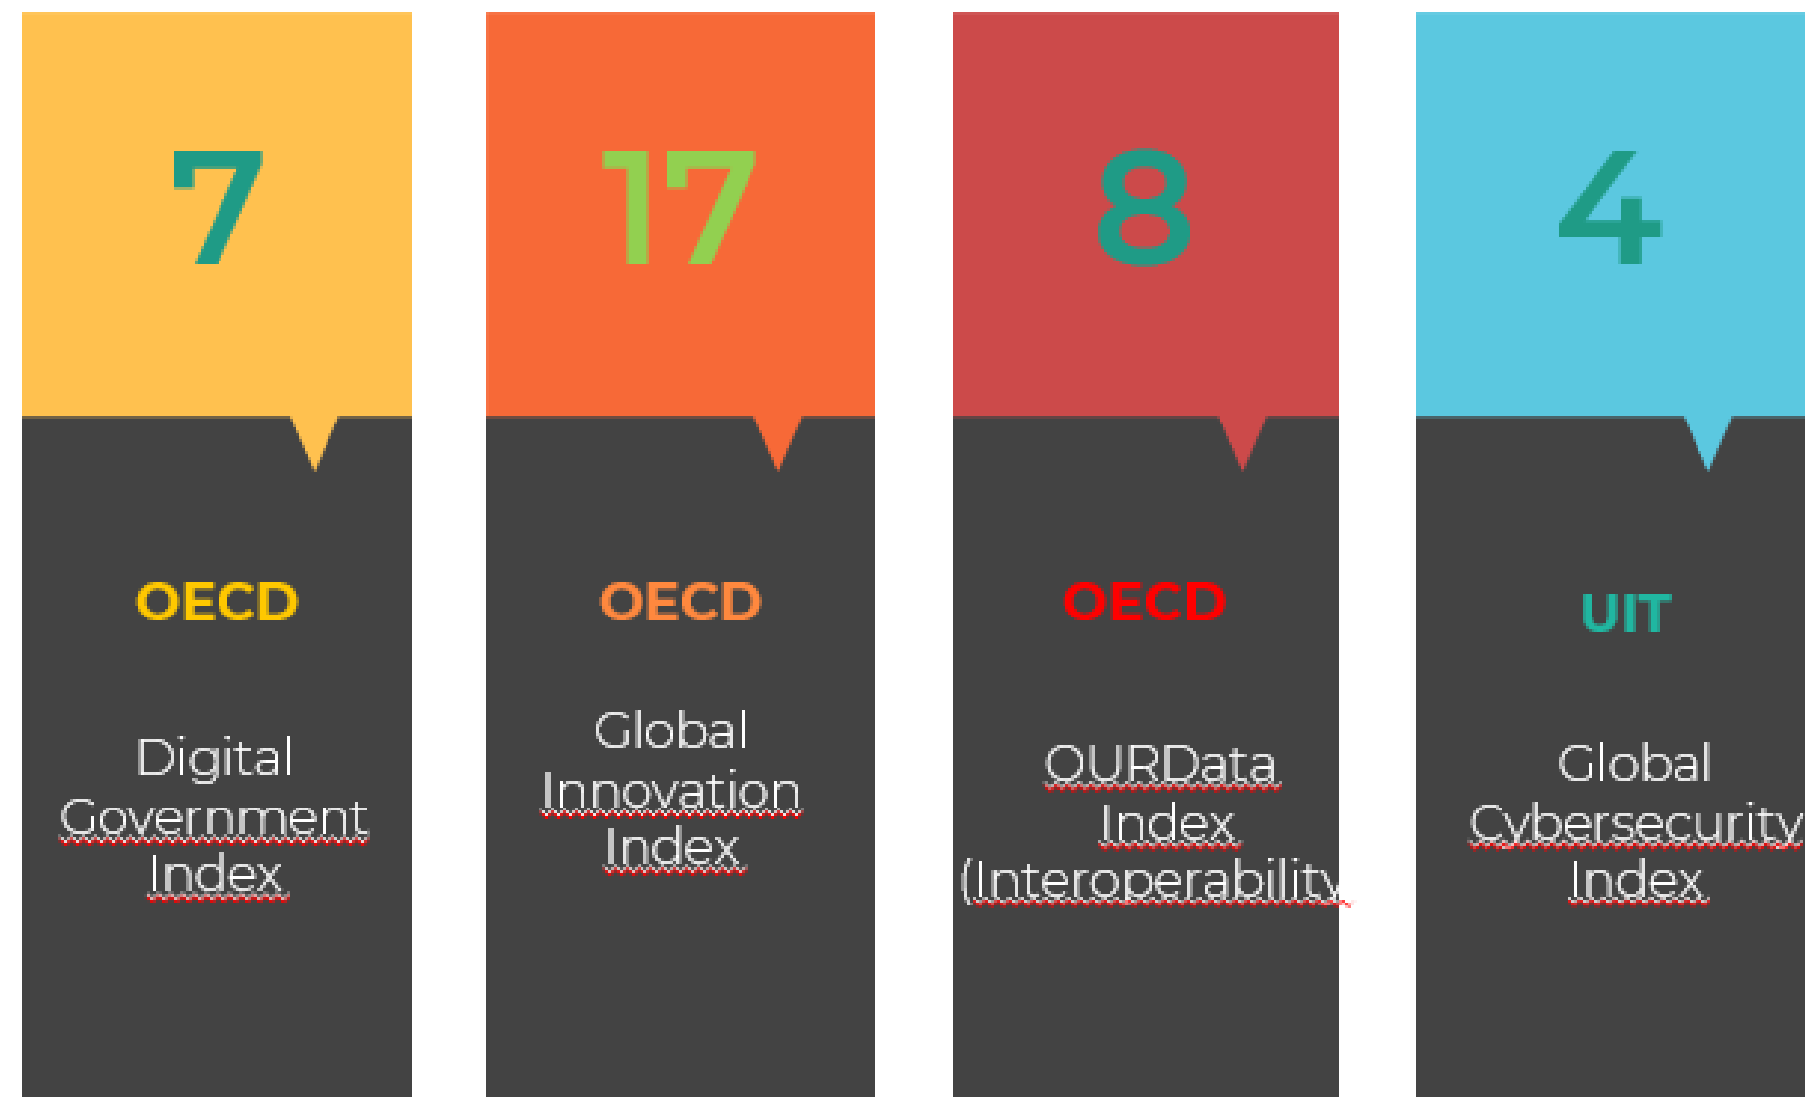 7
OECD
Digital
Government
Index
17
OECD
Global
Innovation
Index
8
OECD
OURData
Index
(Interoperability
4
UIT
Global
Cybersecurity
Index